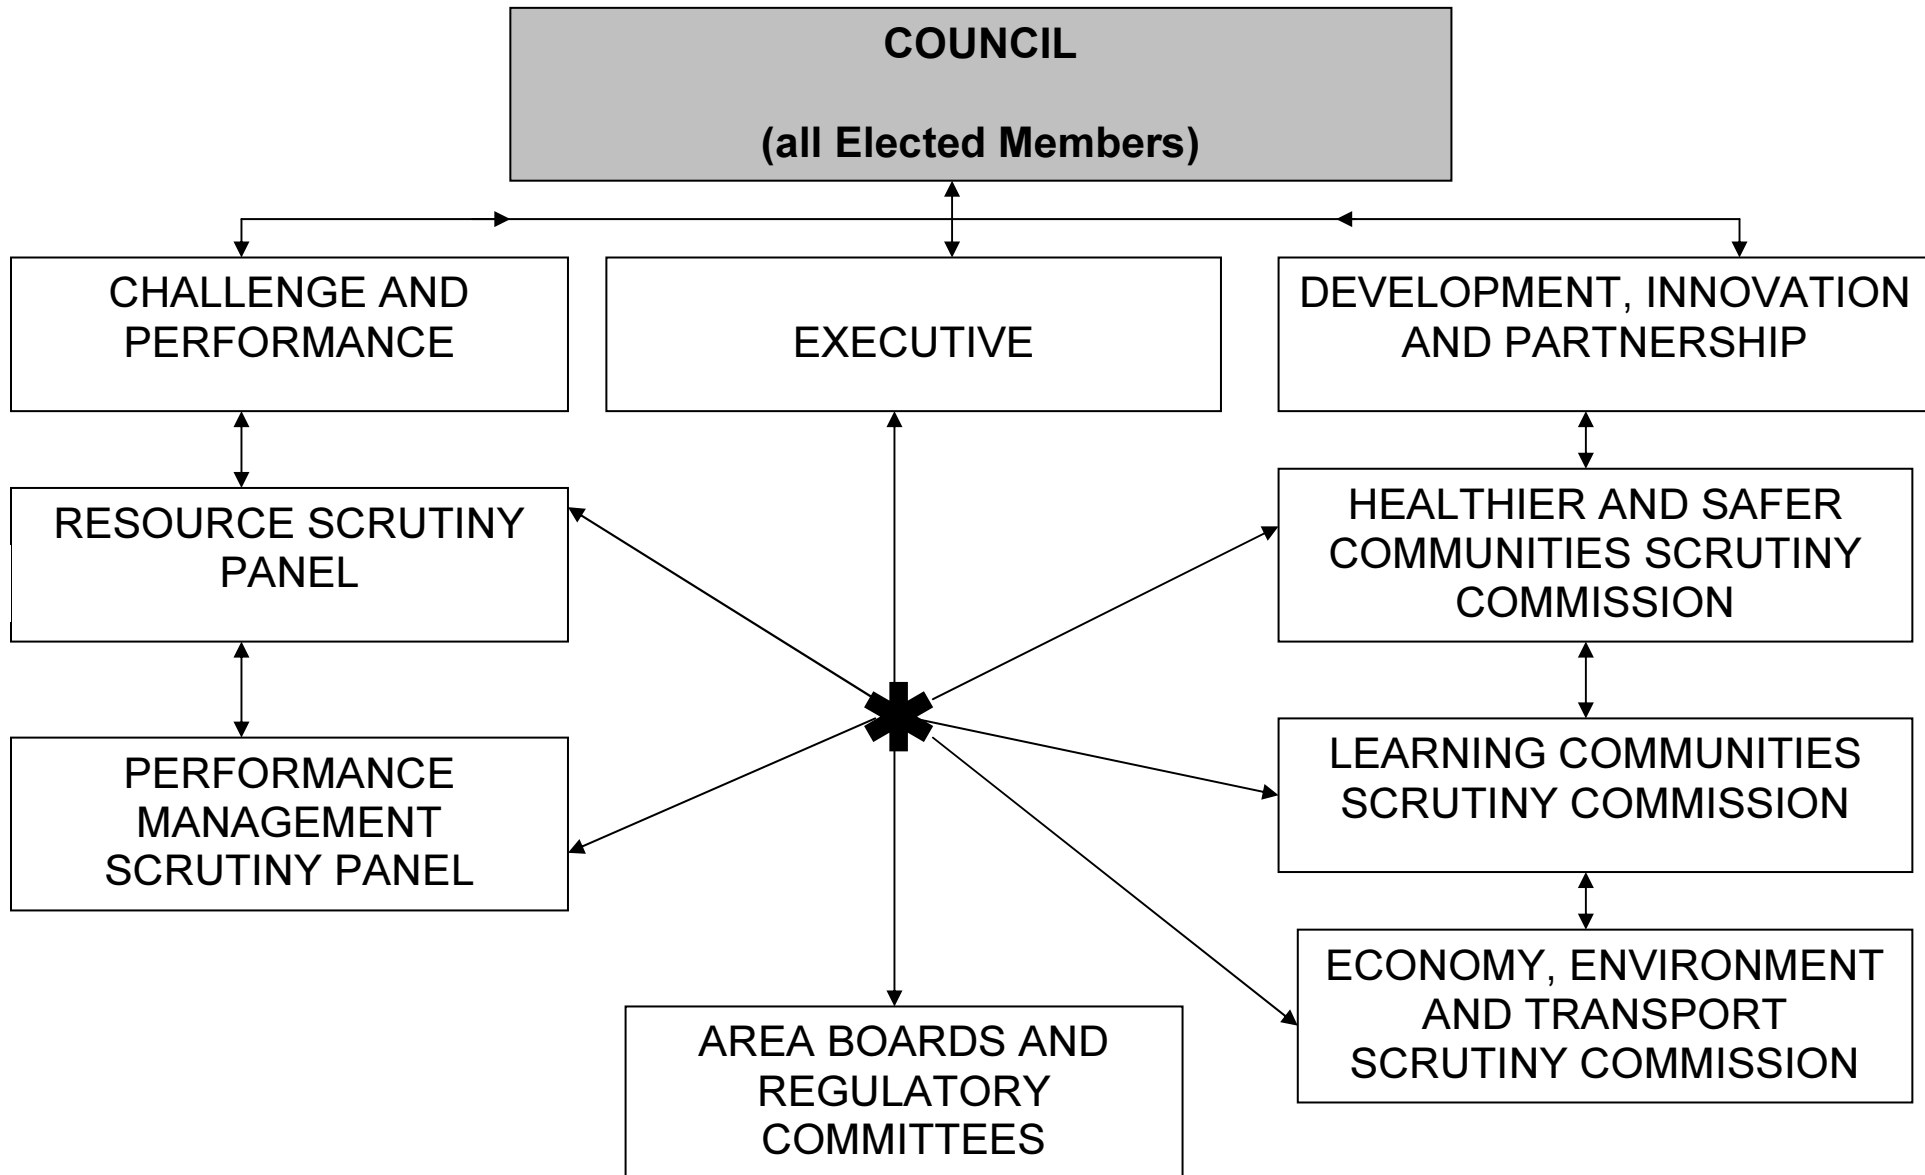 COUNCIL
(all Elected Members)
CHALLENGE AND
PERFORMANCE
EXECUTIVE
DEVELOPMENT, INNOVATION
AND PARTNERSHIP
RESOURCE SCRUTINY
PANEL
HEALTHIER AND SAFER
COMMUNITIES SCRUTINY
COMMISSION
PERFORMANCE
MANAGEMENT
SCRUTINY PANEL
LEARNING COMMUNITIES
SCRUTINY COMMISSION
AREA BOARDS AND
REGULATORY
COMMITTEES
ECONOMY, ENVIRONMENT
AND TRANSPORT
SCRUTINY COMMISSION